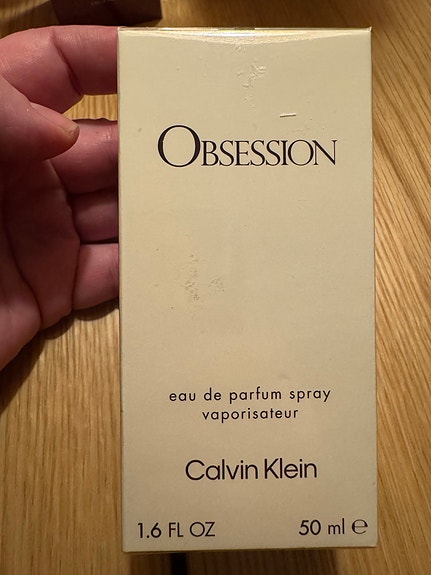 OBSESSION
eau de parfum spray
vaporisateur
Calvin Klein
1.6 FL OZ 50 ml ℮